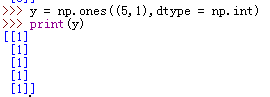 >>> y = np.ones((5,1),dtype = np.int)
>>> print(y)
[[1]
 [1]
 [1]
 [1]
 [1]]